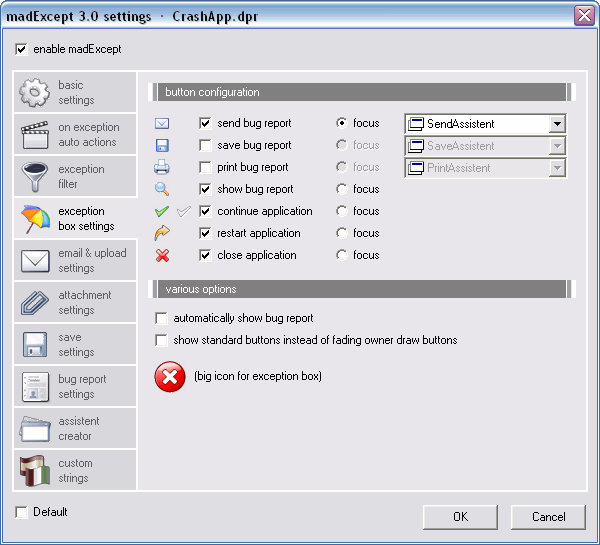 madExcept 3.0 settings · CrashApp.dpr
enable madExcept
basic
settings
on exception
auto actions
exception
filter
exception
box settings
email & upload
settings
attachment
settings
save
settings
bug report
settings
assistent
creator
custom
strings
button configuration
send bug report focus SendAssistent
save bug report focus SaveAssistent
print bug report focus PrintAssistent
show bug report focus
continue application focus
restart application focus
close application focus
various options
automatically show bug report
show standard buttons instead of fading owner draw buttons
(big icon for exception box)
Default
OK Cancel